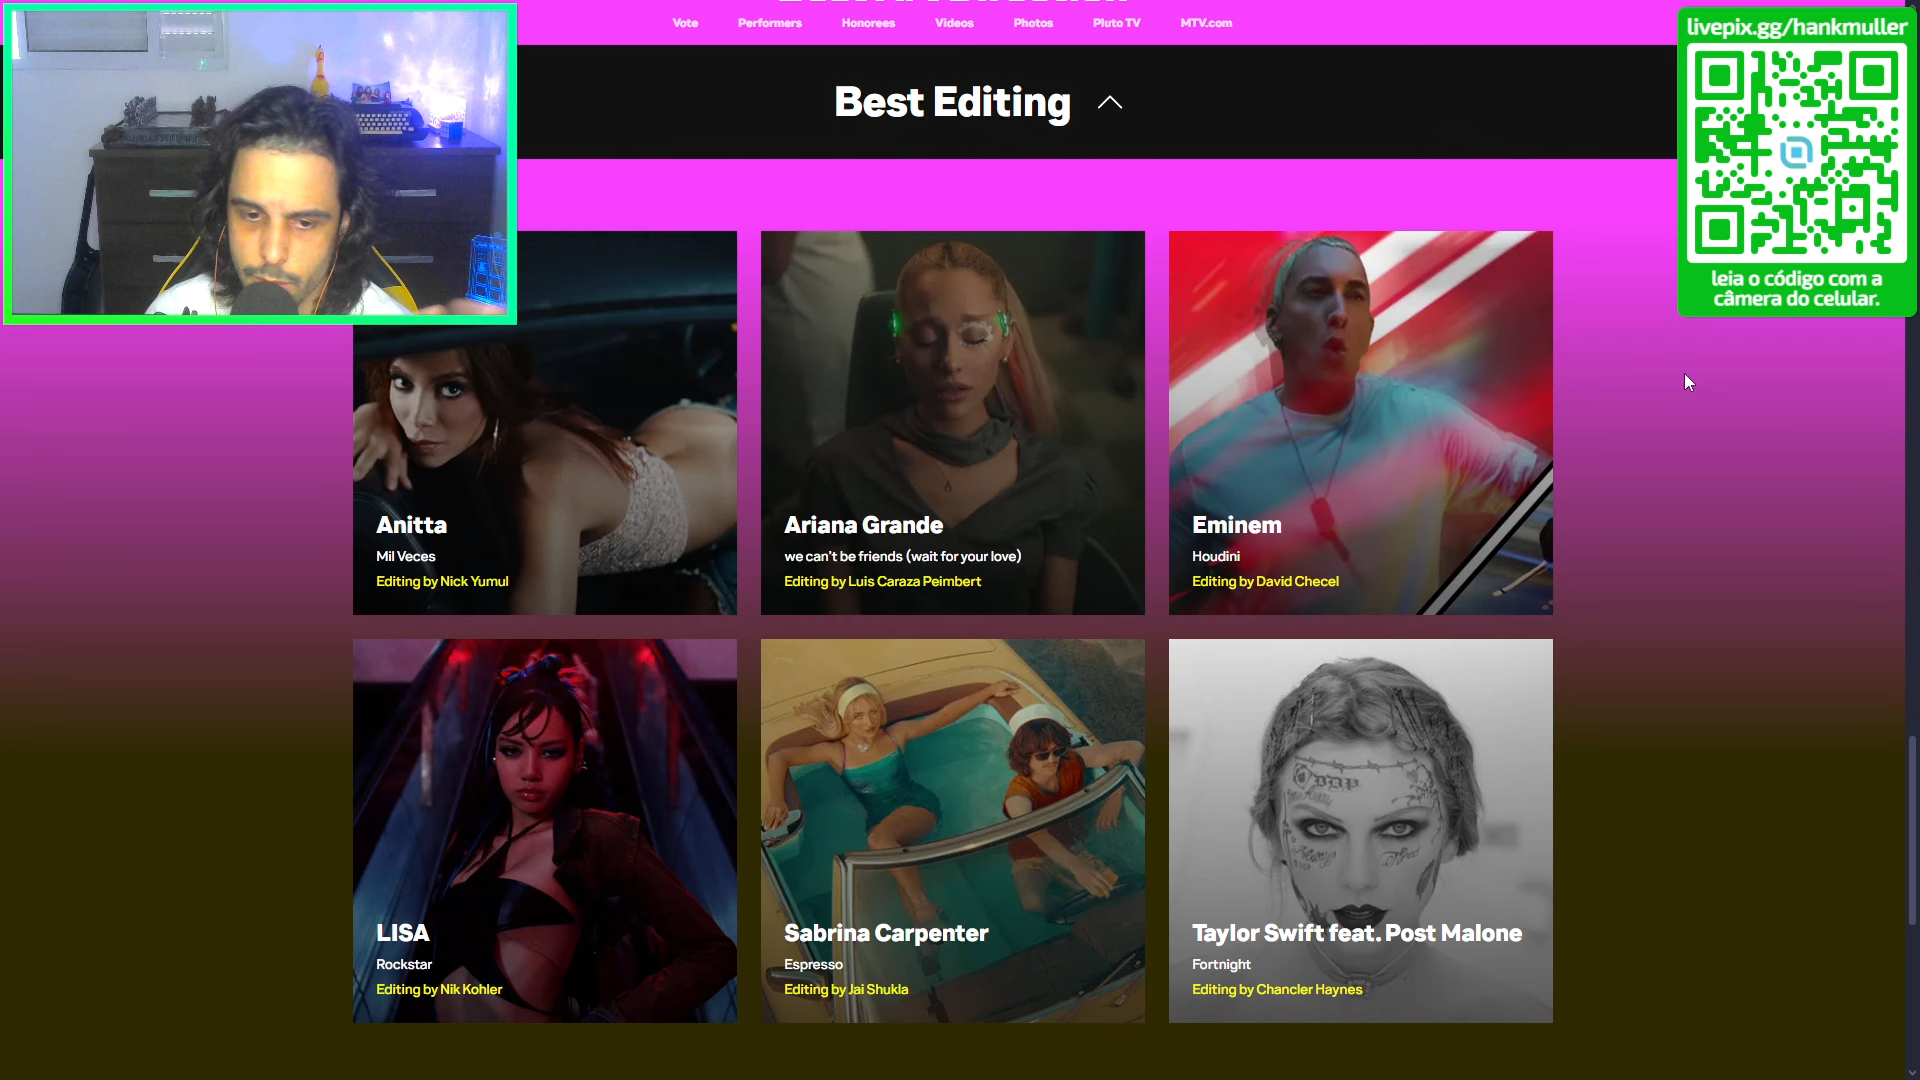 Vote
Performers
Honorees
Videos
Photos
Pluto TV
MTV.com
livepix.gg/hankmuller
leia o código com a
câmera do celular.
Best Editing
Anitta
Mil Veces
Editing by Nick Yumul
Ariana Grande
we can't be friends (wait for your love)
Editing by Luis Caraza Peimbert
Eminem
Houdini
Editing by David Checel
LISA
Rockstar
Editing by Nik Kohler
Sabrina Carpenter
Espresso
Editing by Jai Shukla
Taylor Swift feat. Post Malone
Fortnight
Editing by Chancler Haynes